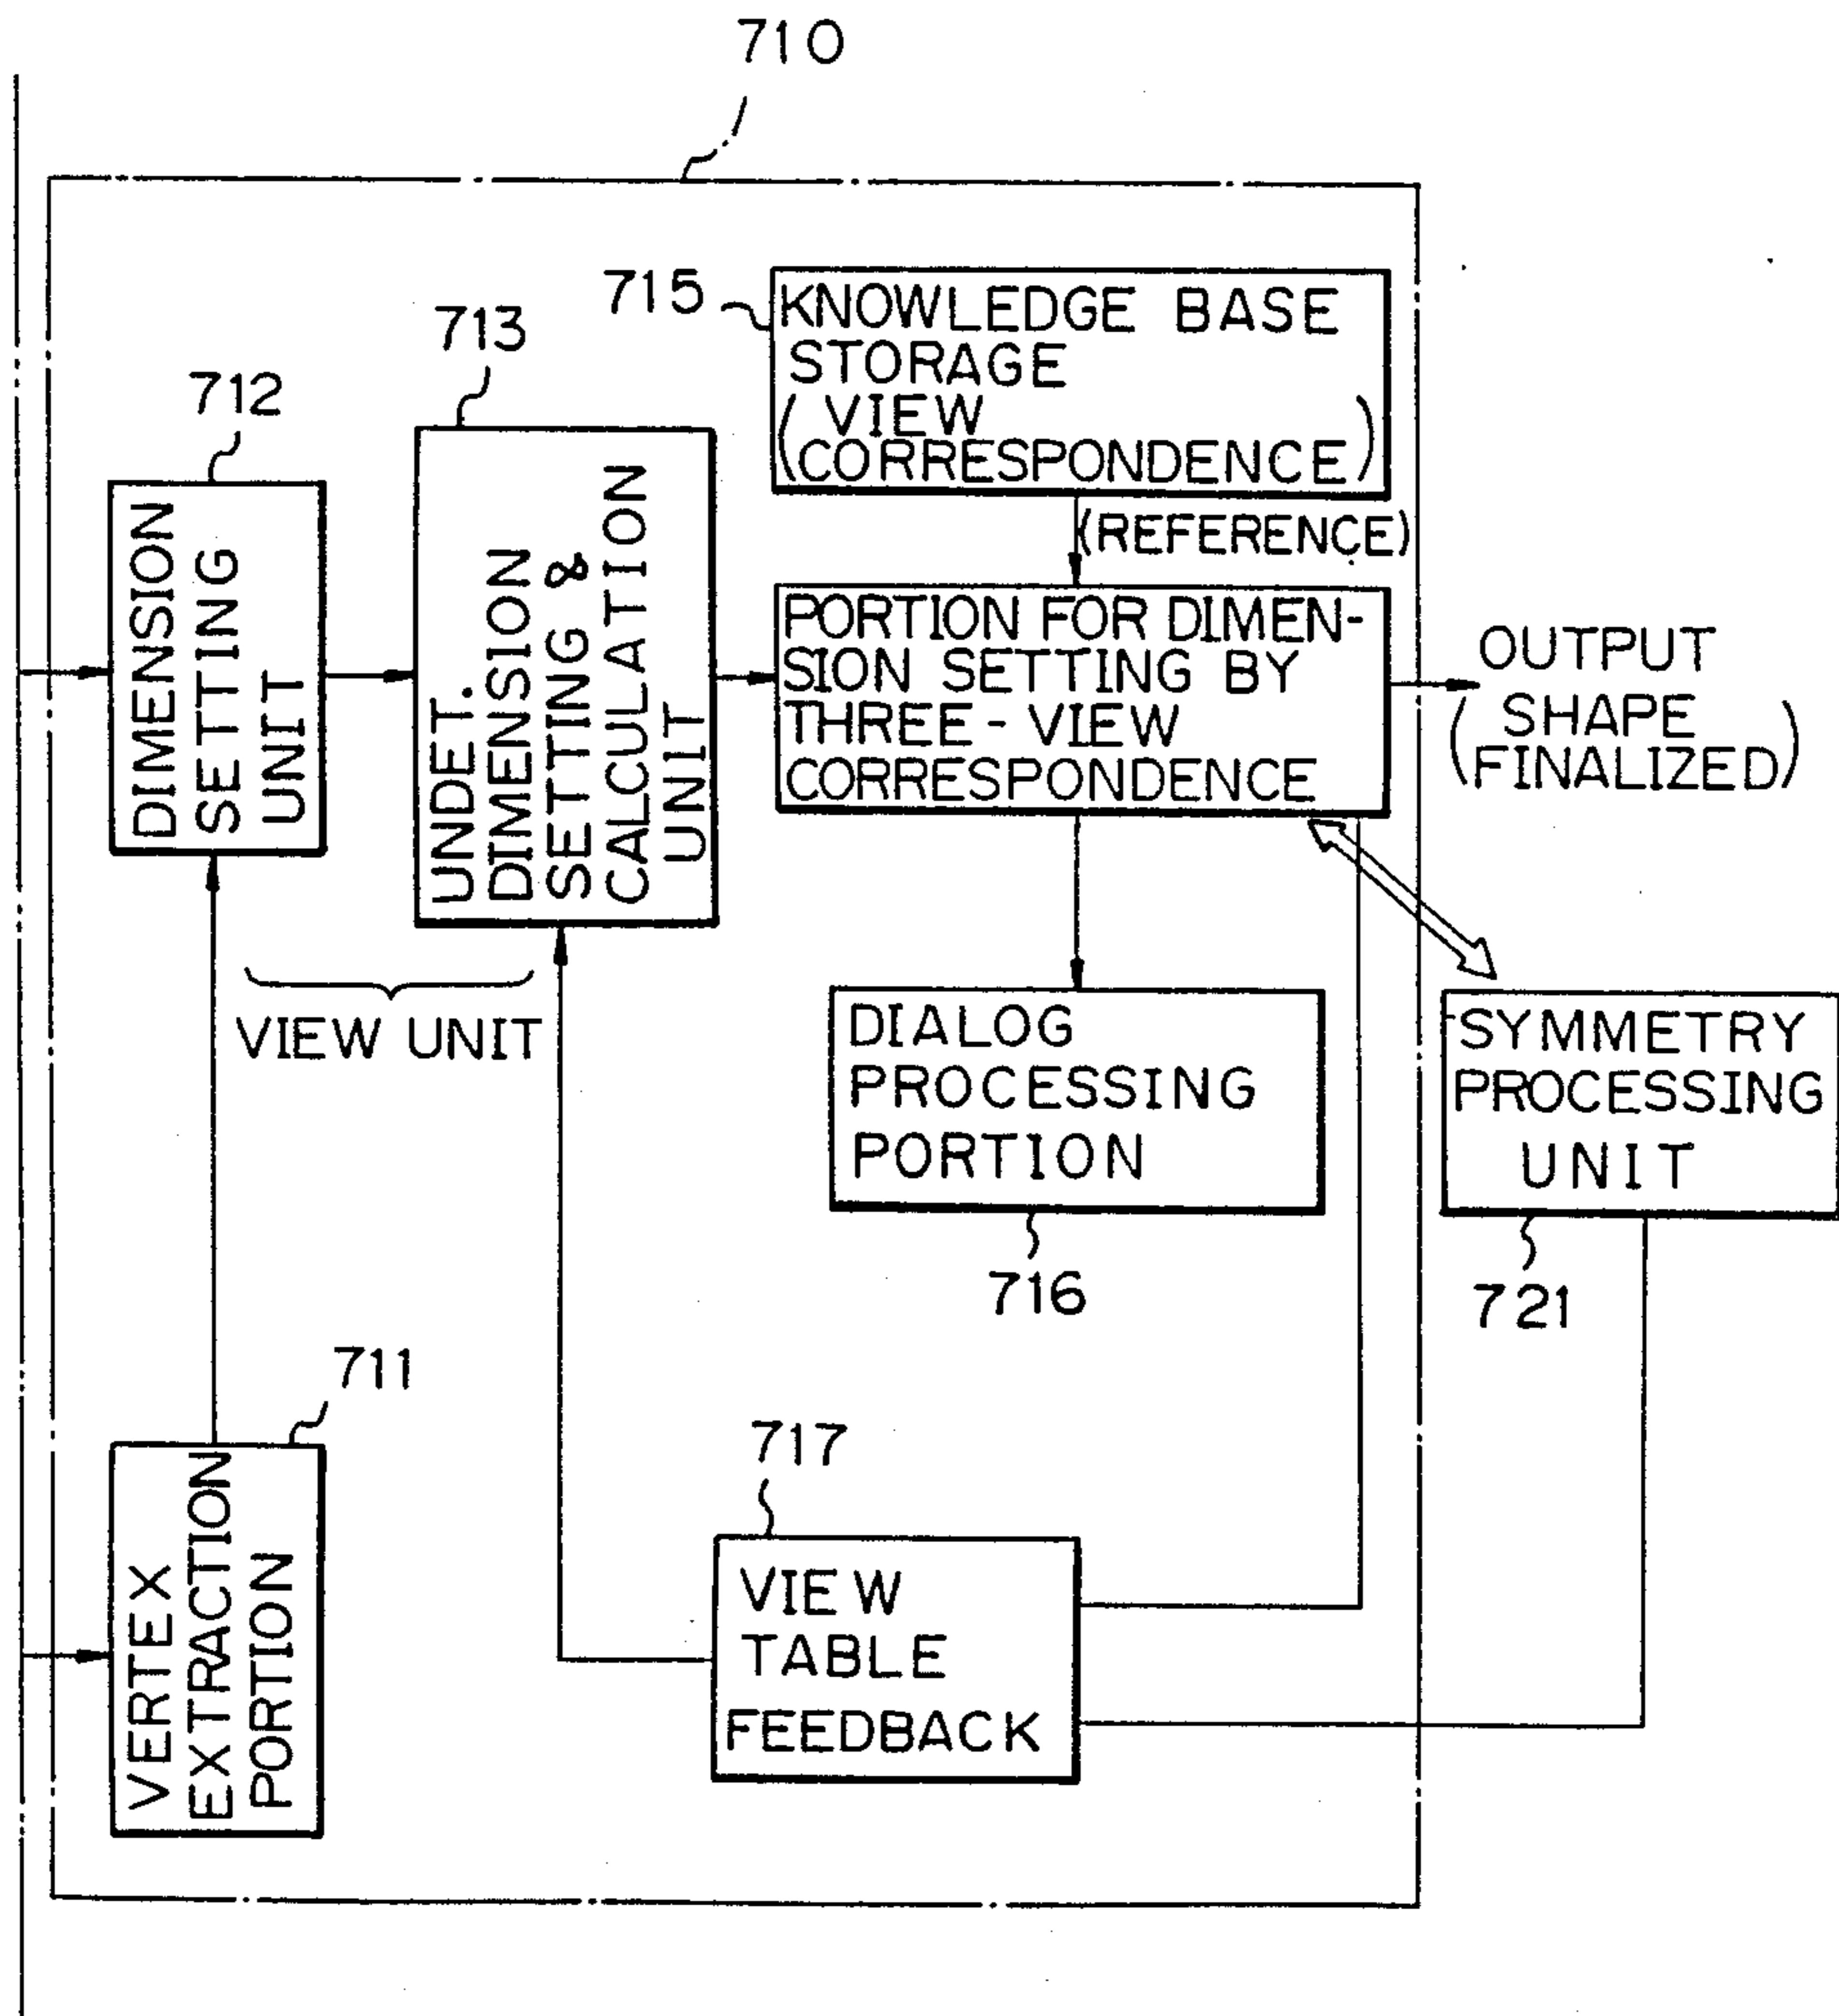 710
715
KNOWLEDGE BASE
STORAGE
(VIEW
CORRESPONDENCE)
713
712
(REFERENCE)
DIMENSION
SETTING
UNIT
UNDET.
DIMENSION
SETTING &
CALCULATION
UNIT
PORTION FOR DIMEN-
SION SETTING BY
THREE-VIEW
CORRESPONDENCE
OUTPUT
(SHAPE
FINALIZED)
VIEW UNIT
DIALOG
PROCESSING
PORTION
716
SYMMETRY
PROCESSING
UNIT
721
711
VERTEX
EXTRACTION
PORTION
717
VIEW
TABLE
FEEDBACK